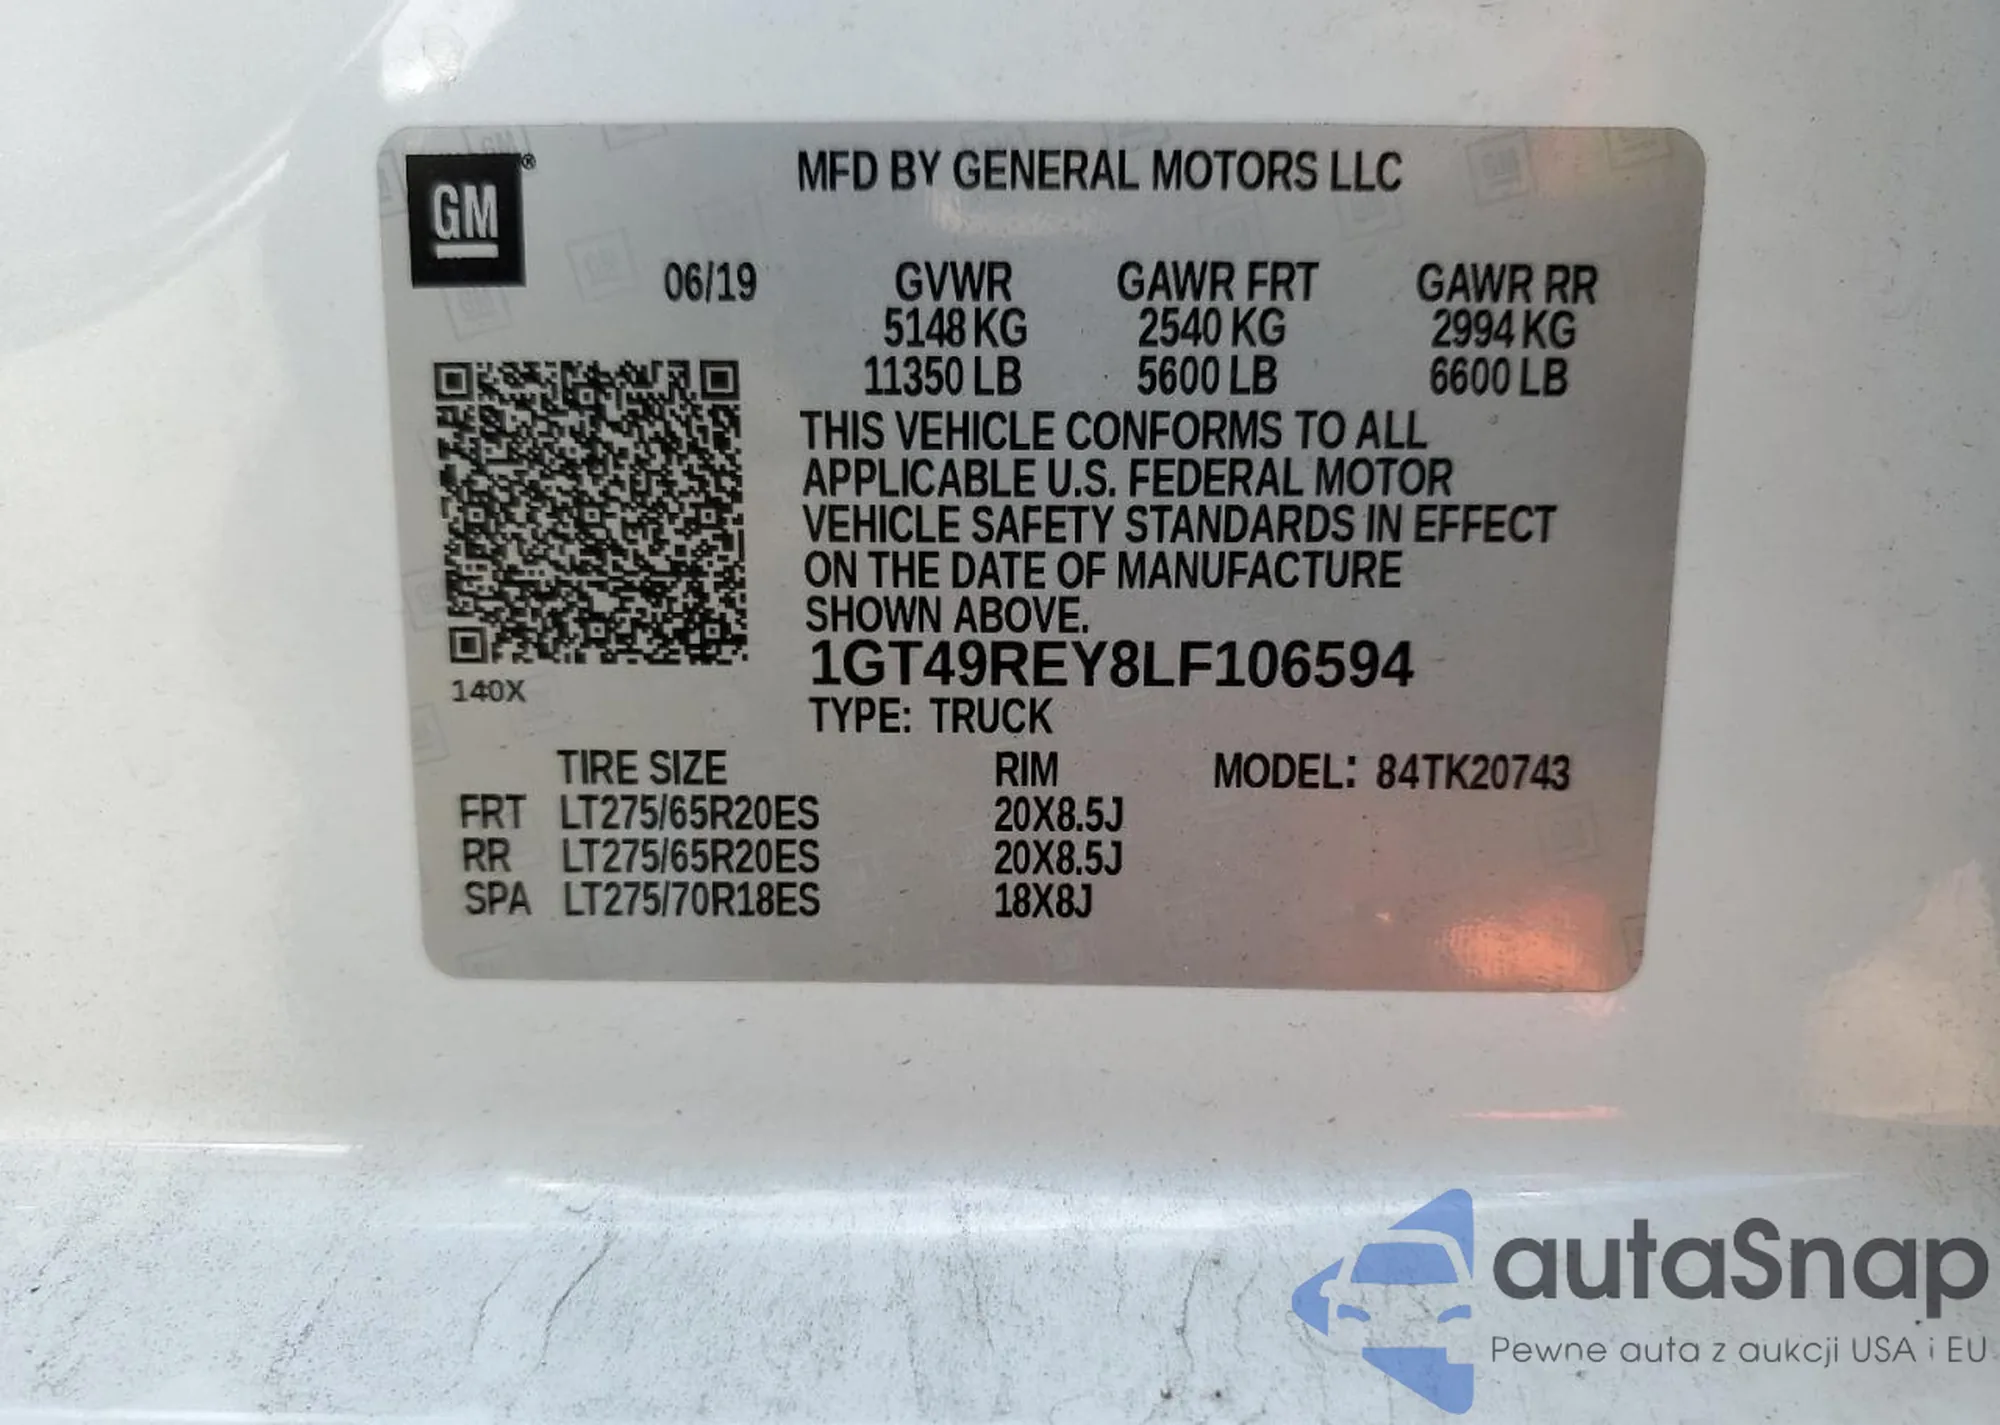 GM®
MFD BY GENERAL MOTORS LLC
06/19 GVWR GAWR FRT GAWR RR
5148 KG 2540 KG 2994 KG
11350 LB 5600 LB 6600 LB
THIS VEHICLE CONFORMS TO ALL
APPLICABLE U.S. FEDERAL MOTOR
VEHICLE SAFETY STANDARDS IN EFFECT
ON THE DATE OF MANUFACTURE
SHOWN ABOVE.
1GT49REY8LF106594
140X
TYPE: TRUCK
TIRE SIZE RIM MODEL: 84TK20743
FRT LT275/65R20ES 20X8.5J
RR LT275/65R20ES 20X8.5J
SPA LT275/70R18ES 18X8J
autaSnap
Pewne auta z aukcji USA i EU